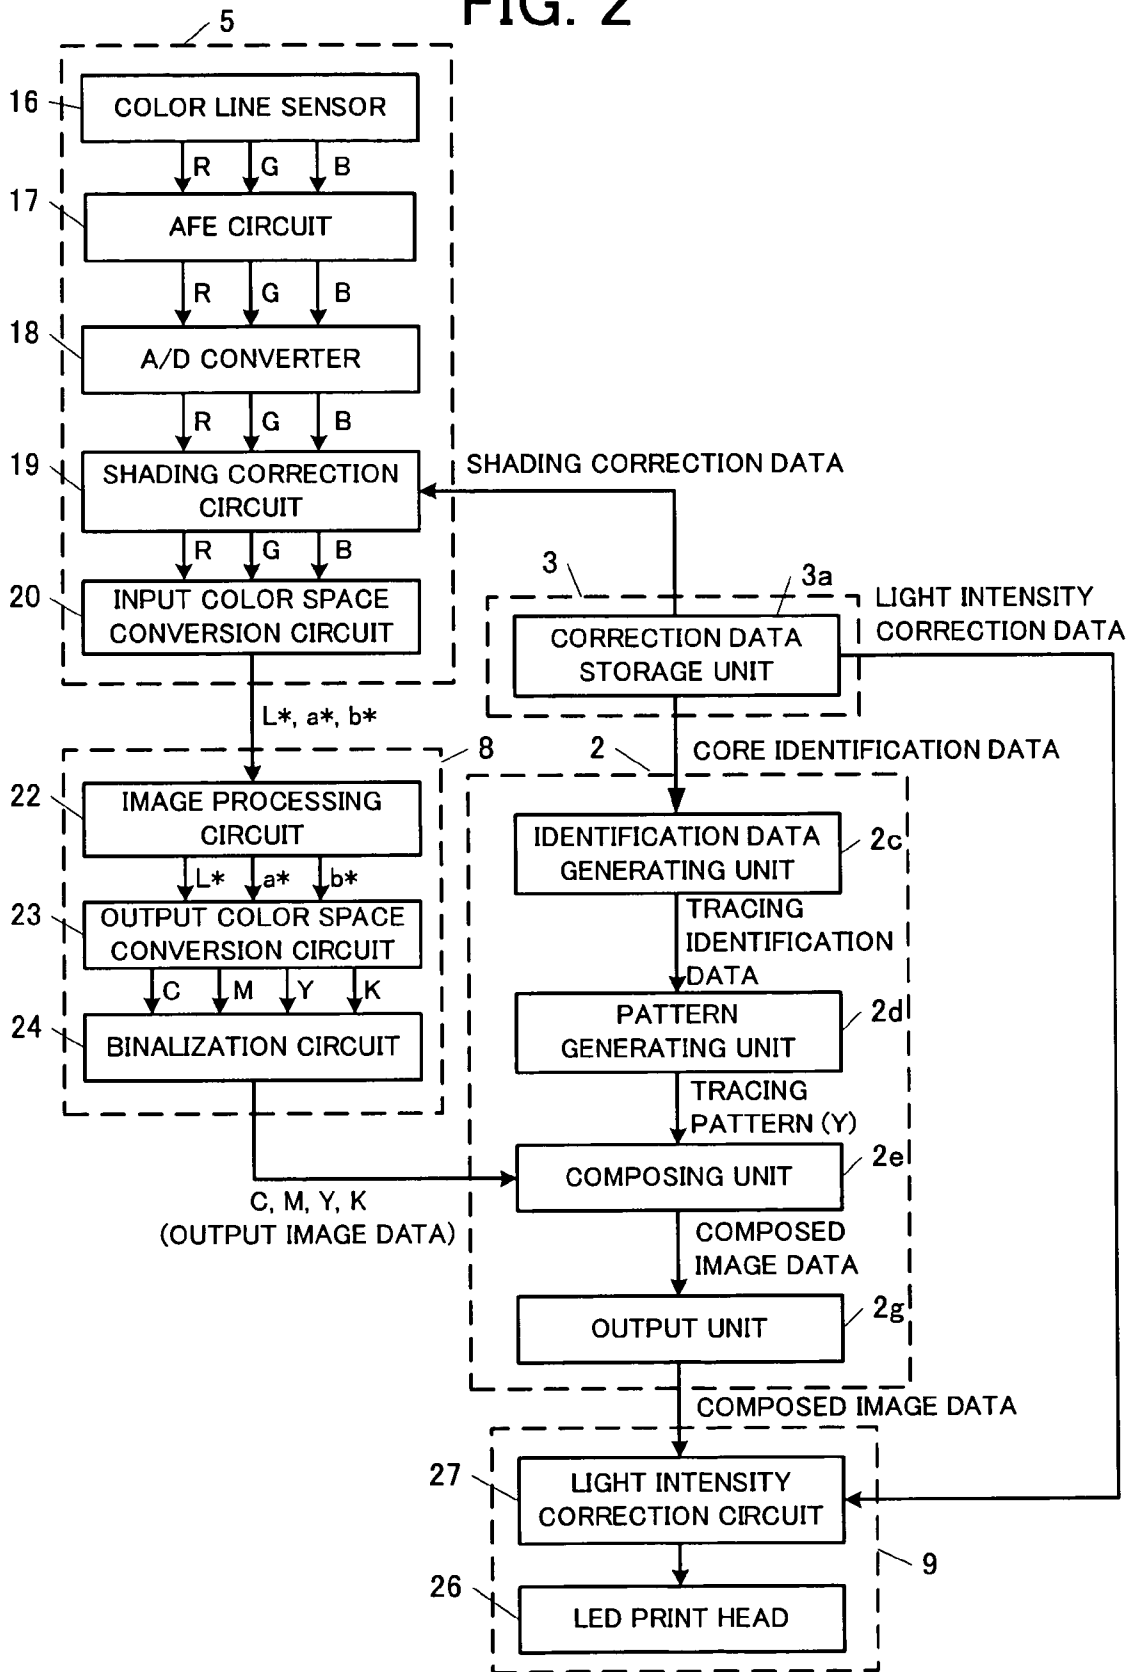 FIG. 2
5
16
COLOR LINE SENSOR
R G B
17
AFE CIRCUIT
R G B
18
A/D CONVERTER
R G B
19
SHADING CORRECTION
CIRCUIT
SHADING CORRECTION DATA
R G B
20
INPUT COLOR SPACE
CONVERSION CIRCUIT
3
3a
CORRECTION DATA
STORAGE UNIT
LIGHT INTENSITY
CORRECTION DATA
L*, a*, b*
8
22
IMAGE PROCESSING
CIRCUIT
L* a* b*
23
OUTPUT COLOR SPACE
CONVERSION CIRCUIT
C M Y K
24
BINALIZATION CIRCUIT
C, M, Y, K
(OUTPUT IMAGE DATA)
2
CORE IDENTIFICATION DATA
IDENTIFICATION DATA
GENERATING UNIT
2c
TRACING
IDENTIFICATION
DATA
PATTERN
GENERATING UNIT
2d
TRACING
PATTERN (Y)
COMPOSING UNIT
2e
COMPOSED
IMAGE DATA
OUTPUT UNIT
2g
COMPOSED IMAGE DATA
27
LIGHT INTENSITY
CORRECTION CIRCUIT
9
26
LED PRINT HEAD